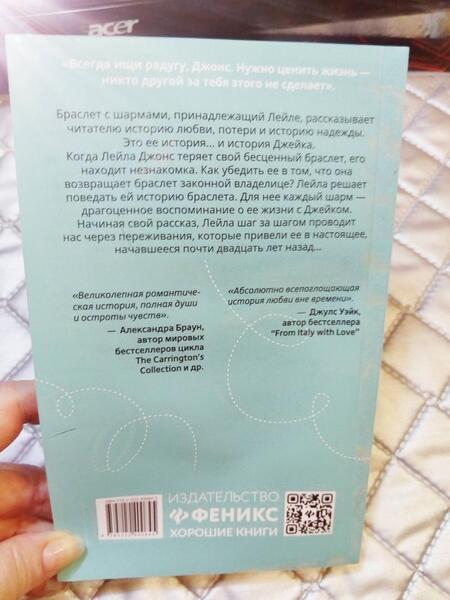 acer
«Всегда ищи радугу, Джонс. Нужно ценить жизнь —
никто другой за тебя этого не сделает».
Браслет с шармами, принадлежащий Лейле, рассказывает
читателю историю любви, потери и историю надежды.
Это ее история... и история Джейка.
Когда Лейла Джонс теряет свой бесценный браслет, его
находит незнакомка. Как убедить ее в том, что она
возвращает браслет законной владелице? Лейла решает
поведать ей историю браслета. Для нее каждый шарм —
драгоценное воспоминание о ее жизни с Джейком.
Начиная свой рассказ, Лейла шаг за шагом проводит
нас через переживания, которые привели ее в настоящее,
начавшееся почти двадцать лет назад...
«Великолепная романтиче-
ская история, полная души
и остроты чувств».
— Александра Браун,
автор мировых
бестселлеров цикла
The Carrington's
Collection и др.
«Абсолютно всепоглощающая
история любви вне времени».
— Джулс Уэйк,
автор бестселлера
"From Italy with Love"
ИЗДАТЕЛЬСТВО
ФЕНИКС
ХОРОШИЕ КНИГИ